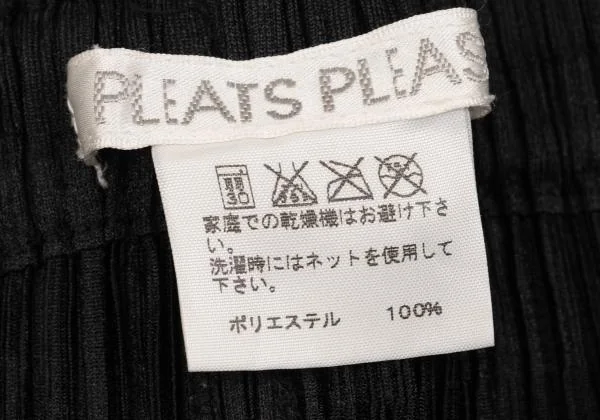 PLEATS PLEAS
弱
30
家庭での乾燥機はお避け下さ
い。
洗濯時にはネットを使用して
下さい。
ポリエステル 100%